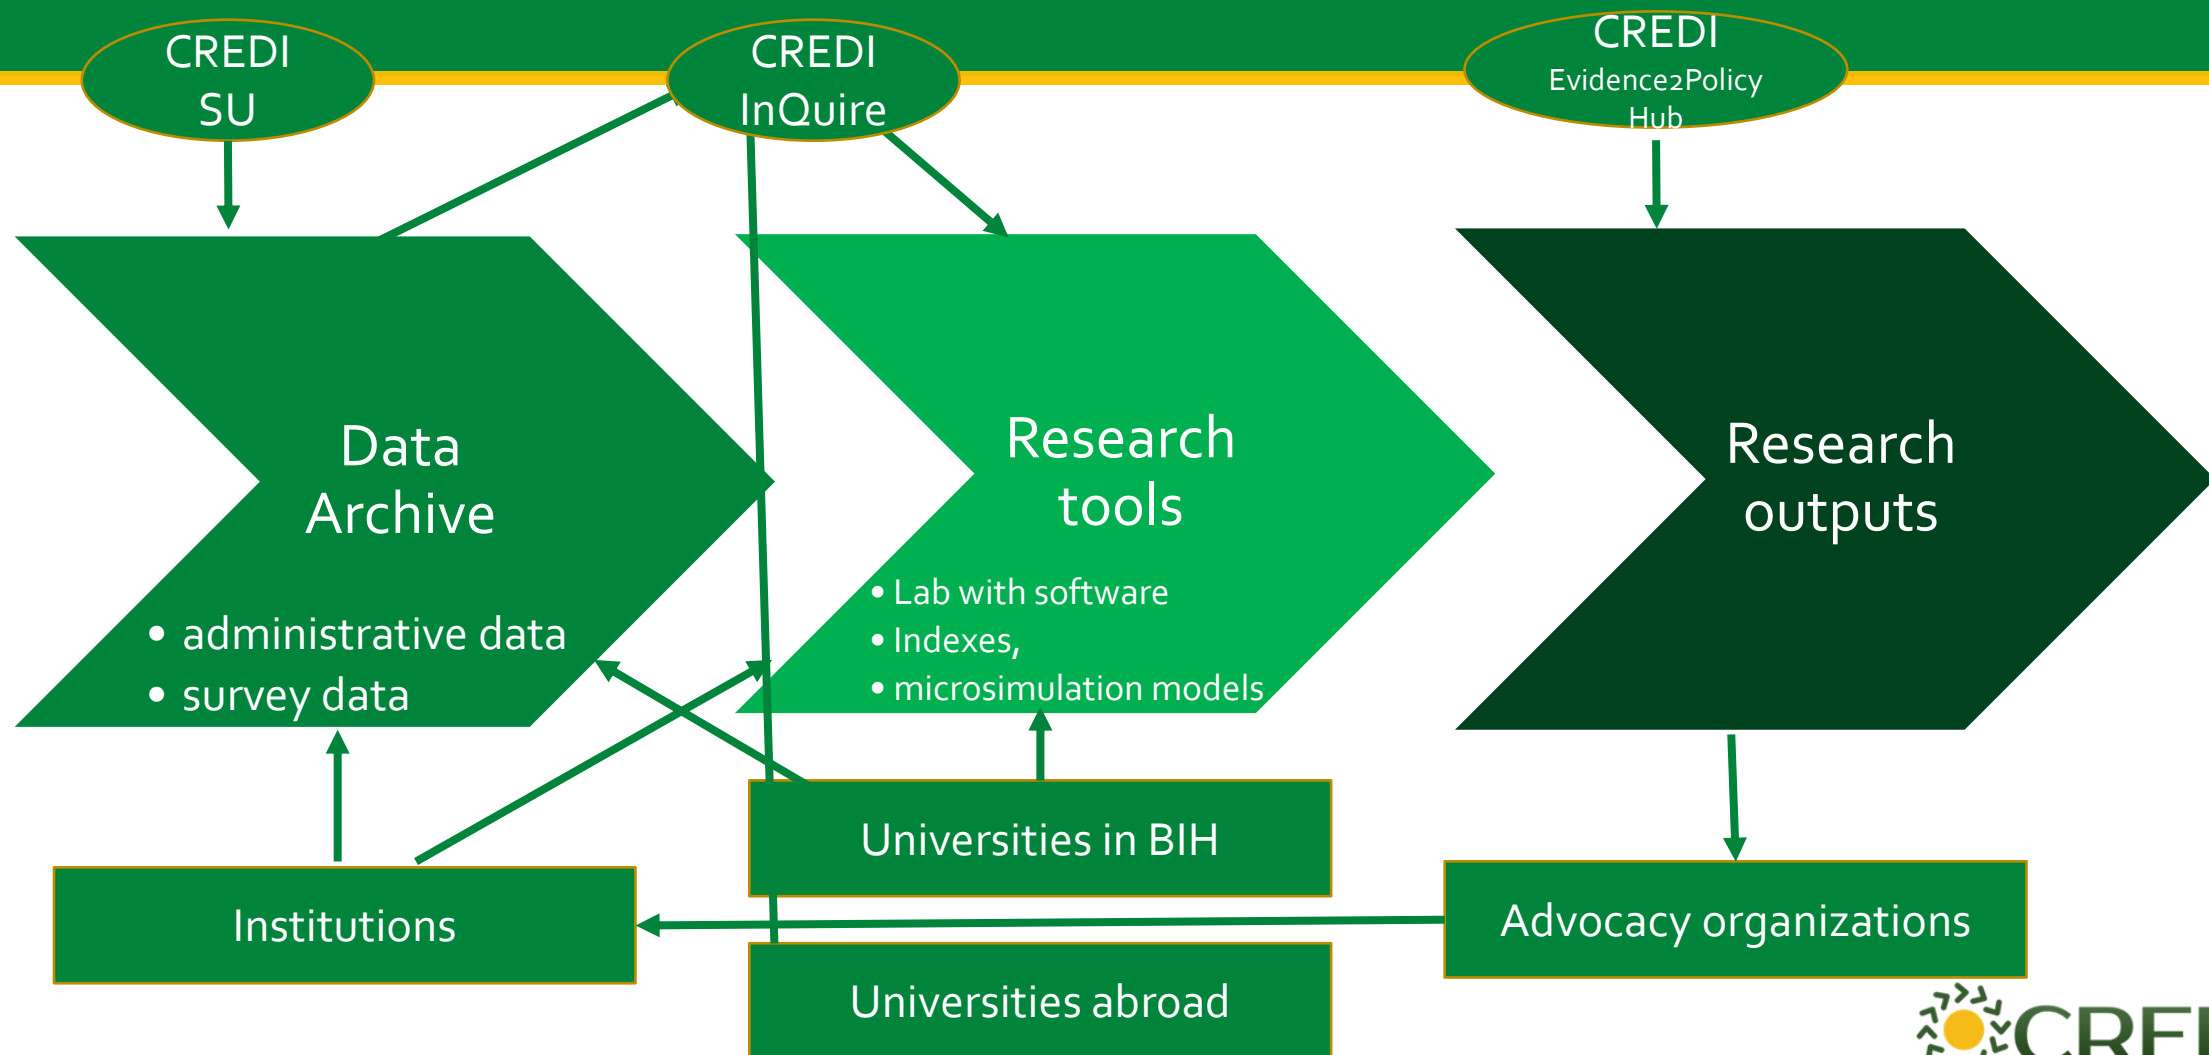 CREDI
SU
CREDI
InQuire
CREDI
Evidence2Policy
Hub
Data
Archive
• administrative data
• survey data
Research
tools
• Lab with software
• Indexes,
• microsimulation models
Research
outputs
Universities in BIH
Institutions
Advocacy organizations
Universities abroad